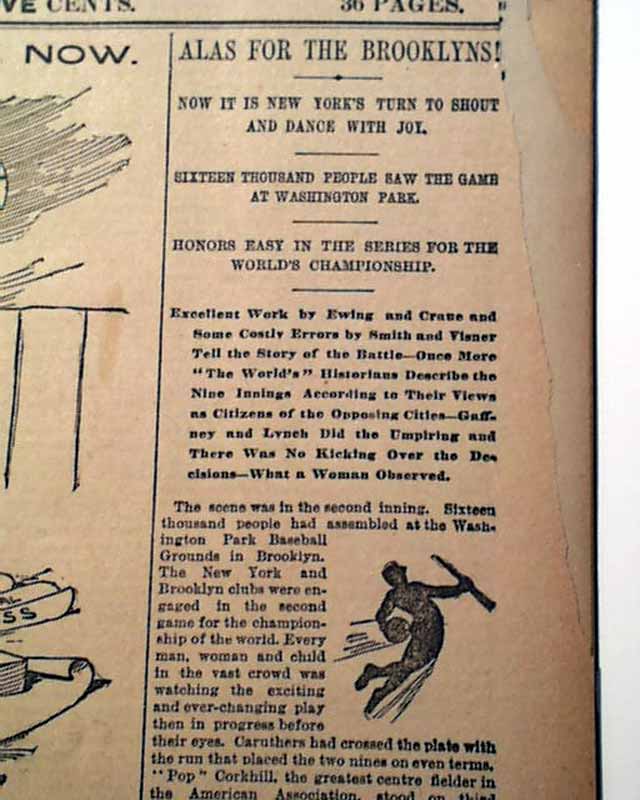 VE CENTS.
36 PAGES.
NOW.
ALAS FOR THE BROOKLYNS!
NOW IT IS NEW YORK'S TURN TO SHOUT
AND DANCE WITH JOY.
SIXTEEN THOUSAND PEOPLE SAW THE GAME
AT WASHINGTON PARK.
HONORS EASY IN THE SERIES FOR THE
WORLD'S CHAMPIONSHIP.
Excellent Work by Ewing and Crane and
Some Costly Errors by Smith and Visner
Tell the Story of the Battle—Once More
"The World's" Historians Describe the
Nine Innings According to Their Views
as Citizens of the Opposing Cities—Gaff-
ney and Lynch Did the Umpiring and
There Was No Kicking Over the De-
cisions—What a Woman Observed.
The scene was in the second inning. Sixteen
thousand people had assembled at the Wash-
ington Park Baseball
Grounds in Brooklyn.
The New York and
Brooklyn clubs were en-
gaged in the second
game for the champion-
ship of the world. Every
man, woman and child
in the vast crowd was
watching the exciting
and ever-changing play
then in progress before
their eyes. Caruthers had crossed the plate with
the run that placed the two nines on even terms.
"Pop" Corkhill, the greatest centre fielder in
the American Association, stood on third
AL
SS